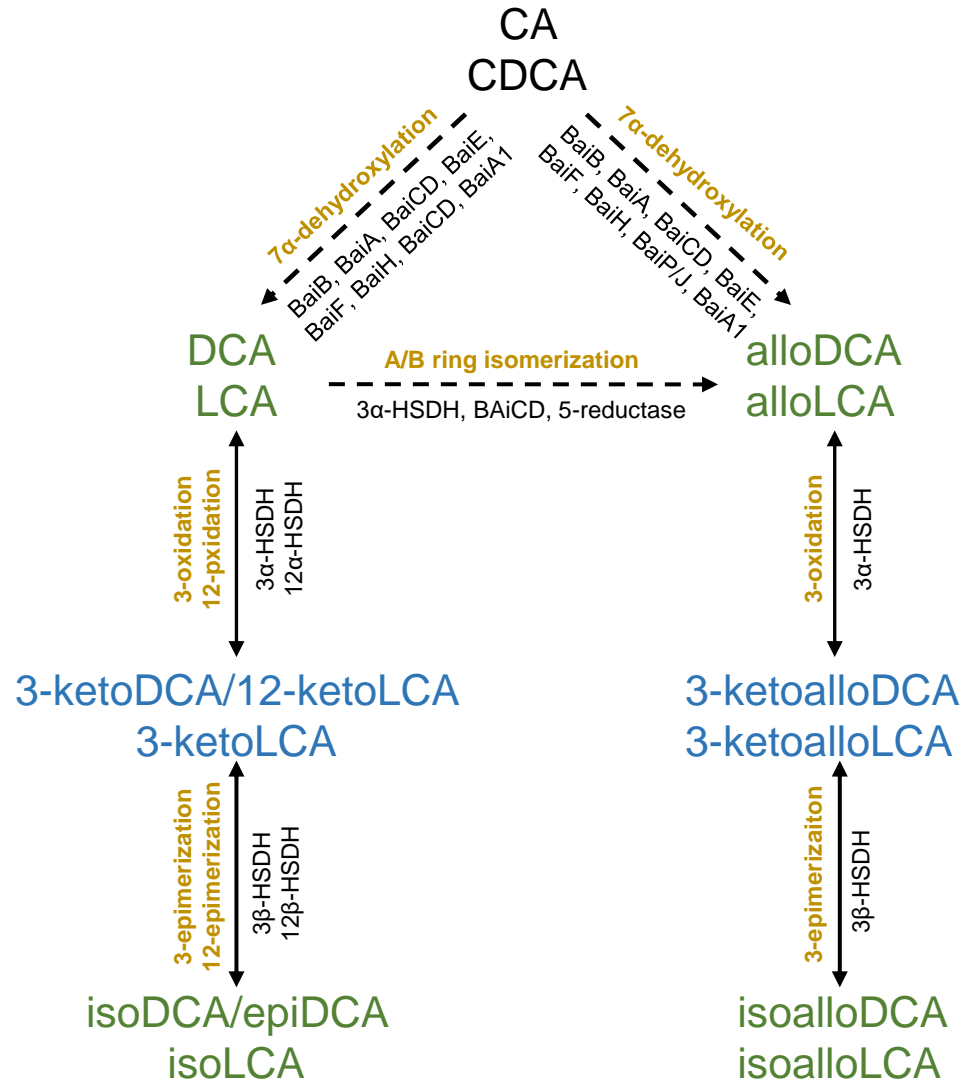 CA
CDCA
7α-dehydroxylation
BaiB, BaiA, BaiCD, BaiE,
BaiF, BaiH, BaiCD, BaiA1
7α-dehydroxylation
BaiB, BaiA, BaiCD, BaiE,
BaiF, BaiH, BaiP/J, BaiA1
DCA
LCA
A/B ring isomerization
3α-HSDH, BAiCD, 5-reductase
alloDCA
alloLCA
3-oxidation
12-pxidation
3α-HSDH
12α-HSDH
3-oxidation
3α-HSDH
3-ketoDCA/12-ketoLCA
3-ketoLCA
3-ketoalloDCA
3-ketoalloLCA
3-epimerization
12-epimerization
3β-HSDH
12β-HSDH
3-epimerizaiton
3β-HSDH
isoDCA/epiDCA
isoLCA
isoalloDCA
isoalloLCA